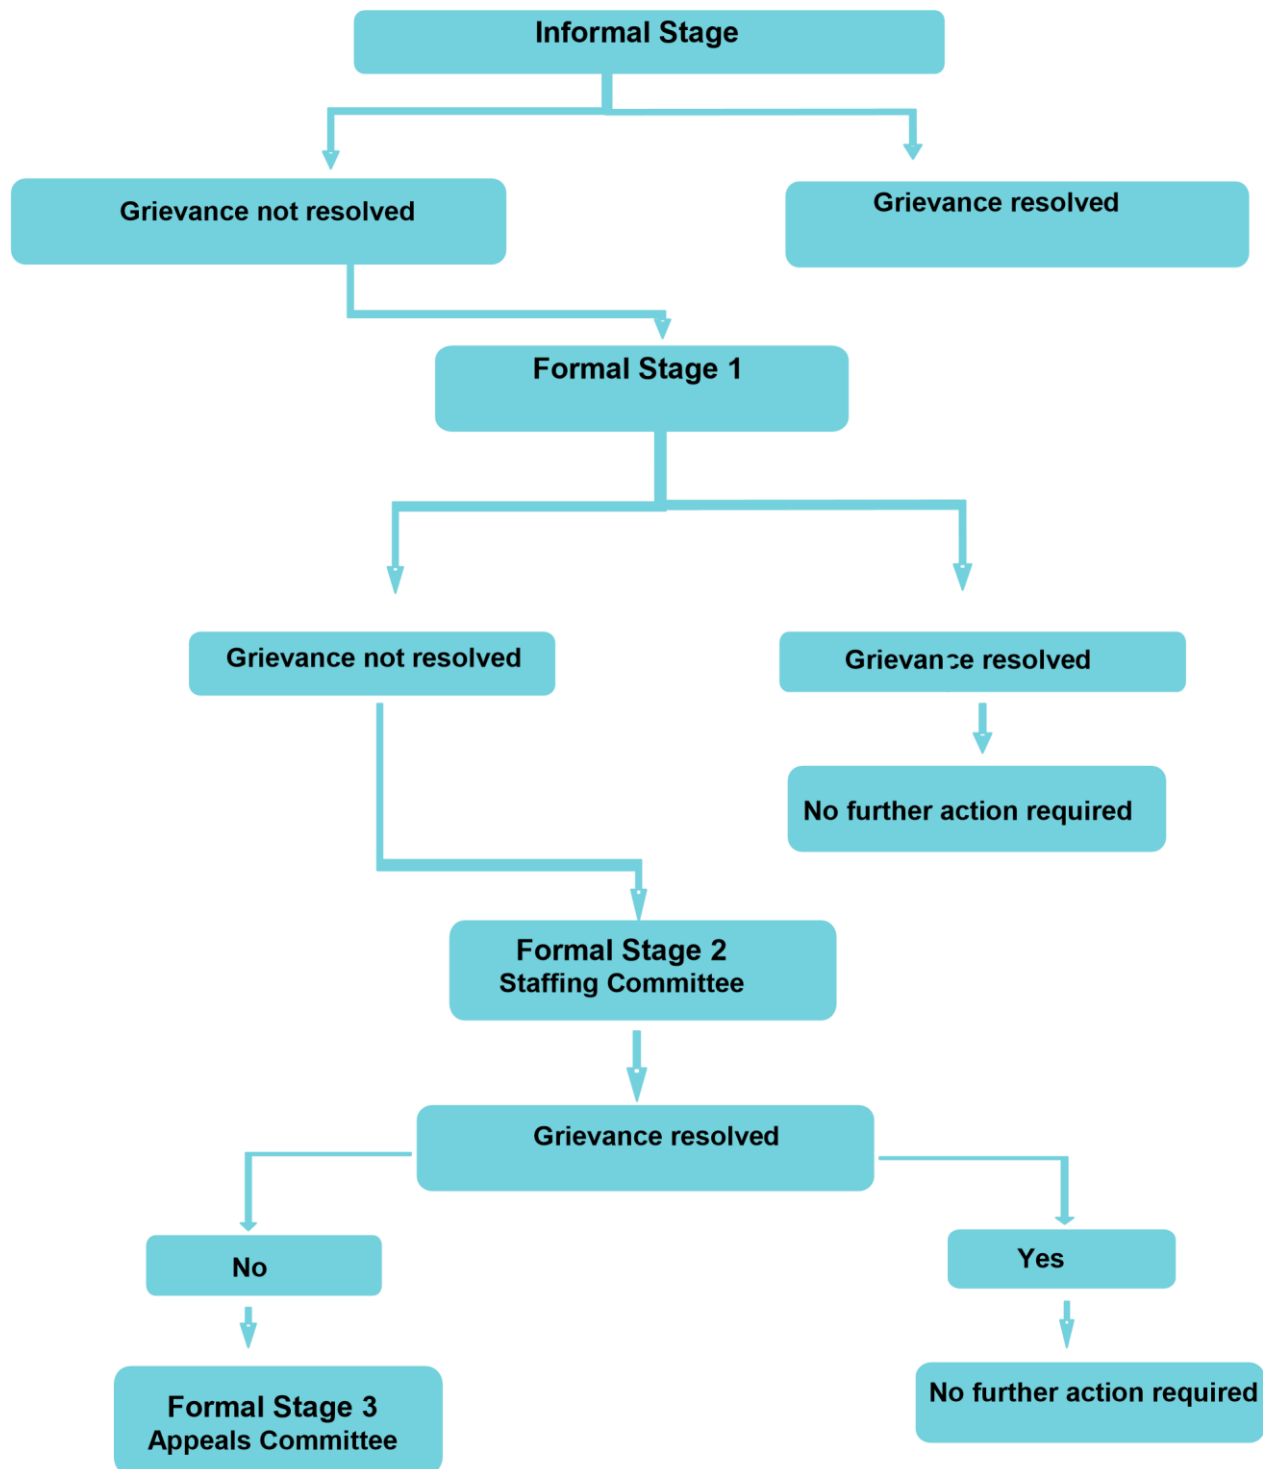 Informal Stage
Grievance not resolved
Grievance resolved
Formal Stage 1
Grievance not resolved
Grievance resolved
No further action required
Formal Stage 2
Staffing Committee
Grievance resolved
No
Yes
Formal Stage 3
Appeals Committee
No further action required